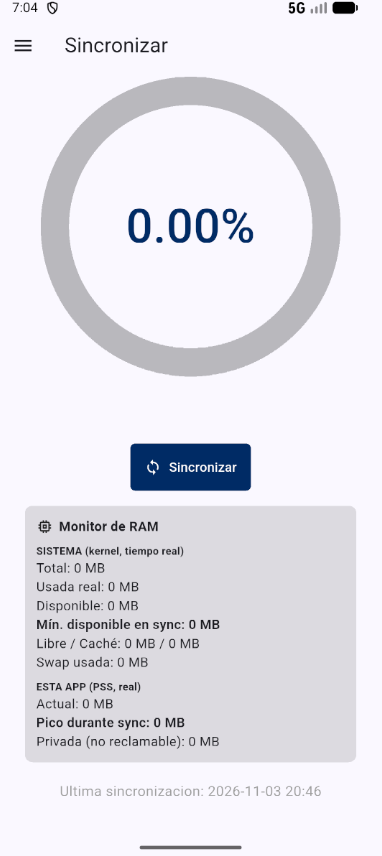 7:04 5G
Sincronizar
0.00%
Sincronizar
Monitor de RAM
SISTEMA (kernel, tiempo real)
Total: 0 MB
Usada real: 0 MB
Disponible: 0 MB
Mín. disponible en sync: 0 MB
Libre / Caché: 0 MB / 0 MB
Swap usada: 0 MB
ESTA APP (PSS, real)
Actual: 0 MB
Pico durante sync: 0 MB
Privada (no reclamable): 0 MB
Ultima sincronizacion: 2026-11-03 20:46